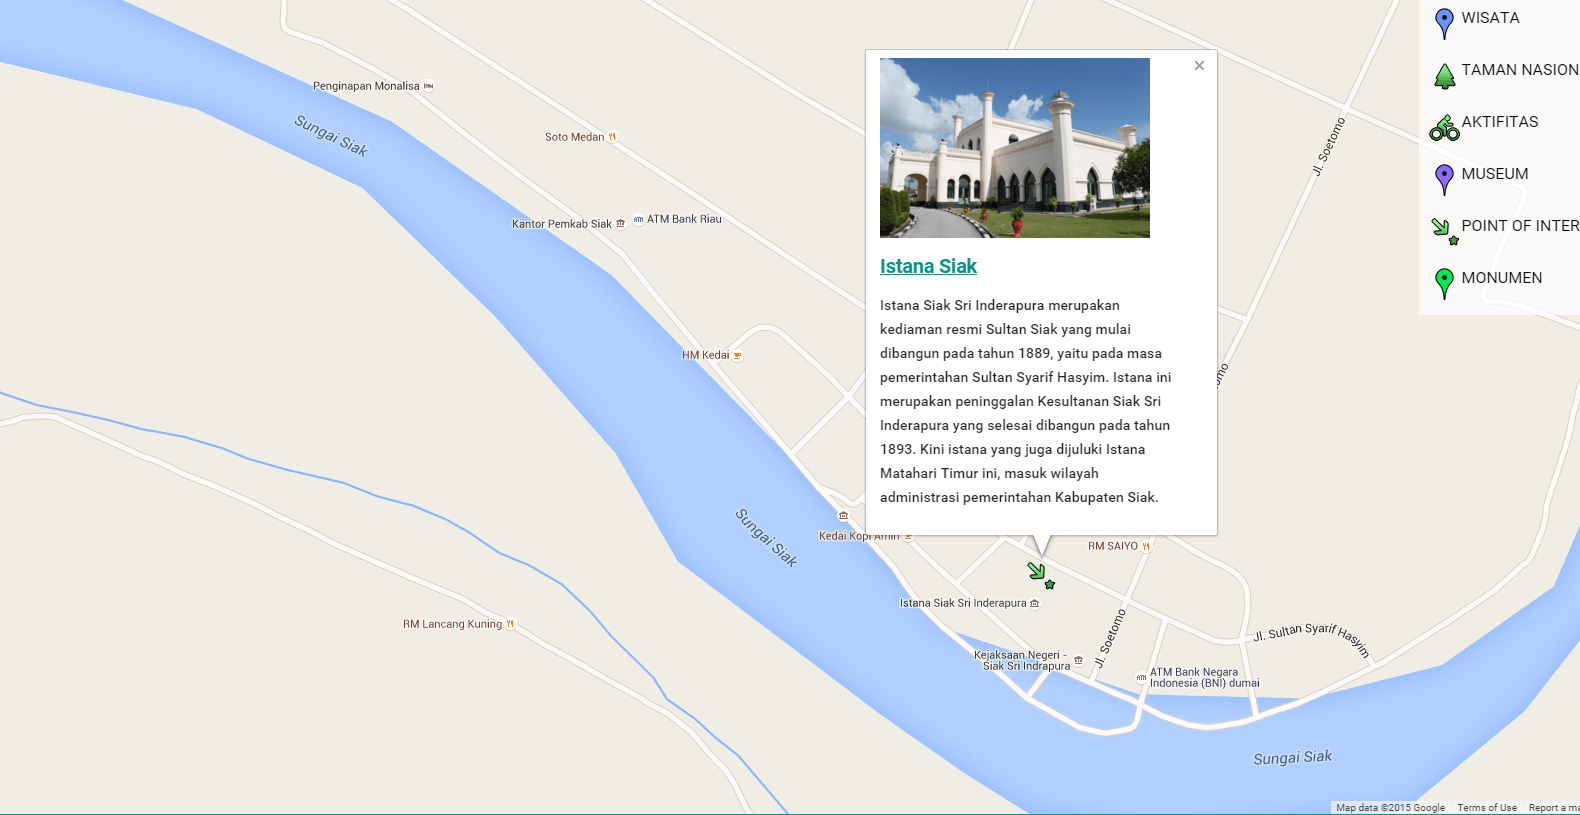 Penginapan Monalisa
Sungai Siak
Soto Medan
Kantor Pemkab Siak
ATM Bank Riau
HM Kedai
Sungai Siak
Kedai Kopi Amin
RM Lancang Kuning
Istana Siak
Istana Siak Sri Inderapura merupakan
kediaman resmi Sultan Siak yang mulai
dibangun pada tahun 1889, yaitu pada masa
pemerintahan Sultan Syarif Hasyim. Istana ini
merupakan peninggalan Kesultanan Siak Sri
Inderapura yang selesai dibangun pada tahun
1893. Kini istana yang juga dijuluki Istana
Matahari Timur ini, masuk wilayah
administrasi pemerintahan Kabupaten Siak.
RM SAIYO
Istana Siak Sri Inderapura
Kejaksaan Negeri -
Siak Sri Indrapura
Jl. Soetomo
Jl. Soetomo
omo
Jl. Sultan Syarif Hasyim
ATM Bank Negara
Indonesia (BNI) dumai
Sungai Siak
WISATA
TAMAN NASION
AKTIFITAS
MUSEUM
POINT OF INTER
MONUMEN
Map data ©2015 Google
Terms of Use
Report a ma